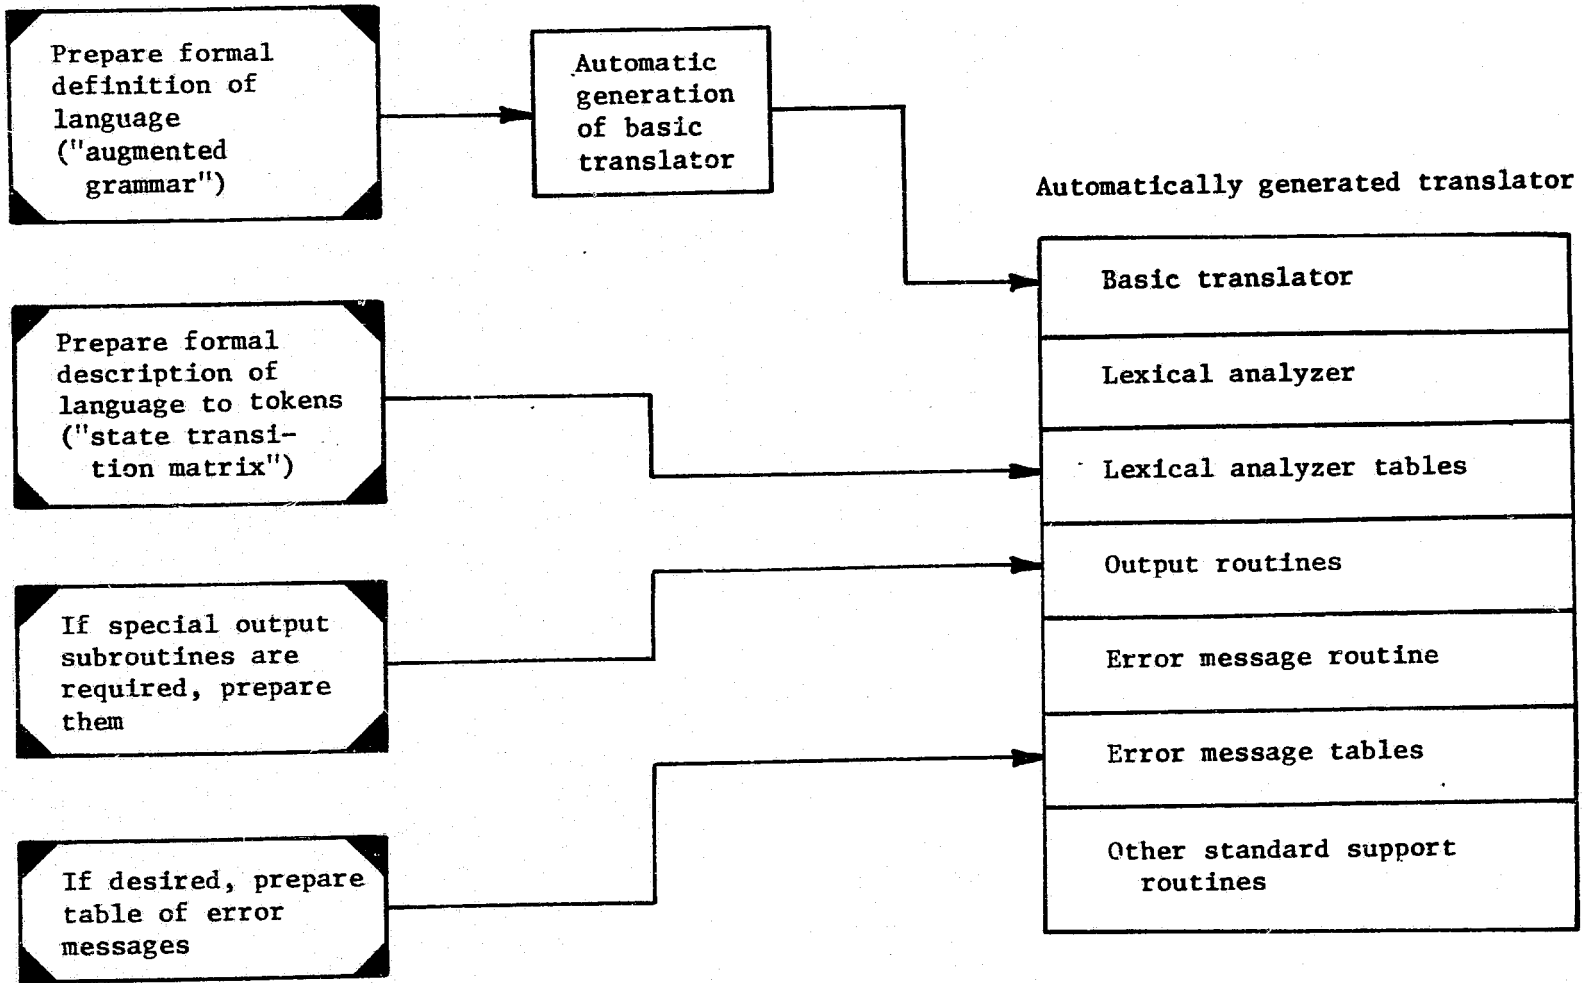 Prepare formal
definition of
language
("augmented
grammar")
Automatic
generation
of basic
translator
Automatically generated translator
Basic translator
Lexical analyzer
Lexical analyzer tables
Output routines
Error message routine
Error message tables
Other standard support
routines
Prepare formal
description of
language to tokens
("state transi-
tion matrix")
If special output
subroutines are
required, prepare
them
If desired, prepare
table of error
messages